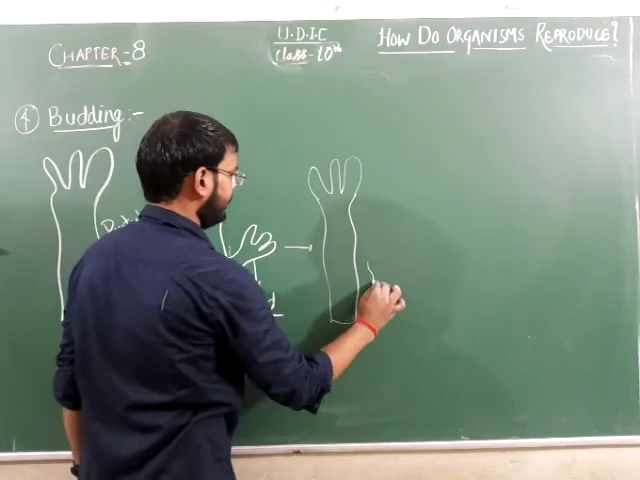 CHAPTER-8
U.D.I.C
Class-10th
HOW DO ORGANISMS REPRODUCE?
④ Budding:-